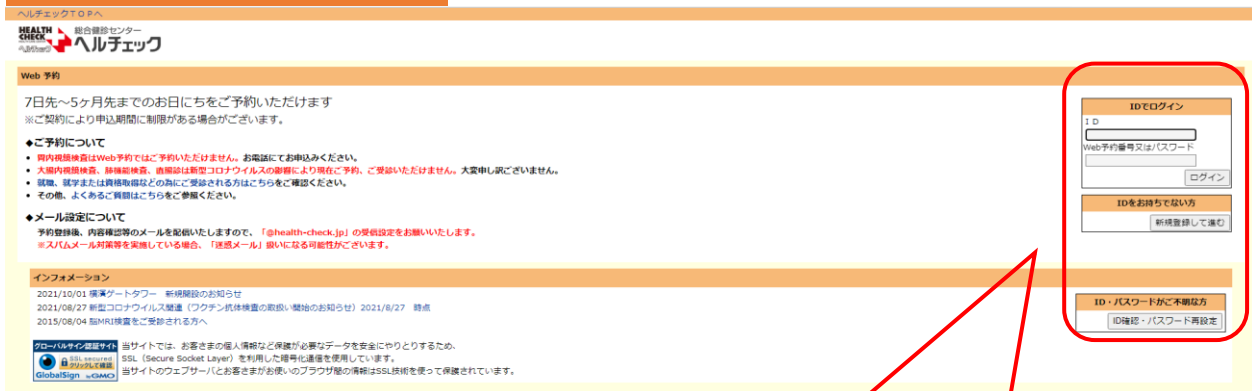 ヘルチェックTOPへ
HEALTH CHECK
ヘルチェック
総合健診センター
ヘルチェック
Web 予約
7日先～5ヶ月先までのお日にちをご予約いただけます
※ご契約により申込期間に制限がある場合がございます。
◆ご予約について
• 胃内視鏡検査はWeb予約ではご予約いただけません。お電話にてお申込みください。
• 大腸内視鏡検査、肺機能検査、直腸診は新型コロナウイルスの影響により現在ご予約、ご受診いただけません。大変申し訳ございません。
• 就職、就学または資格取得などの為にご受診される方はこちらをご確認ください。
• その他、よくあるご質問はこちらをご参照ください。
◆メール設定について
予約登録後、内容確認等のメールを配信いたしますので、「@health-check.jp」の受信設定をお願いいたします。
※スパムメール対策等を実施している場合、「迷惑メール」扱いになる可能性がございます。
IDでログイン
ID
Web予約番号又はパスワード
ログイン
IDをお持ちでない方
新規登録して進む
インフォメーション
2021/10/01 横濱ゲートタワー 新規開設のお知らせ
2021/08/27 新型コロナウイルス関連（ワクチン抗体検査の取扱い開始のお知らせ）2021/8/27 時点
2015/08/04 脳MRI検査をご受診される方へ
ID・パスワードがご不明な方
ID確認・パスワード再設定
グローバルサイン認証サイト
SSL secured
クリックして確認
GlobalSign by GMO
当サイトでは、お客さまの個人情報など保護が必要なデータを安全にやりとりするため、
SSL（Secure Socket Layer）を利用した暗号化通信を使用しています。
当サイトのウェブサーバとお客さまがお使いのブラウザ間の情報はSSL技術を使って保護されています。